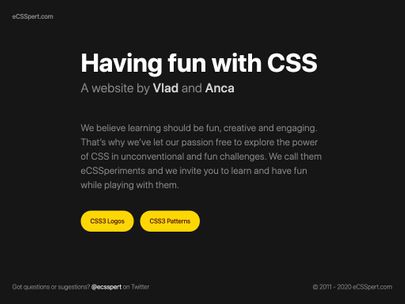 eCSSpert.com
Having fun with CSS
A website by Vlad and Anca
We believe learning should be fun, creative and engaging.
That's why we've let our passion free to explore the power
of CSS in unconventional and fun challenges. We call them
eCSSperiments and we invite you to learn and have fun
while playing with them.
CSS3 Logos CSS3 Patterns
Got questions or sugestions? @ecsspert on Twitter © 2011 - 2020 eCSSpert.com